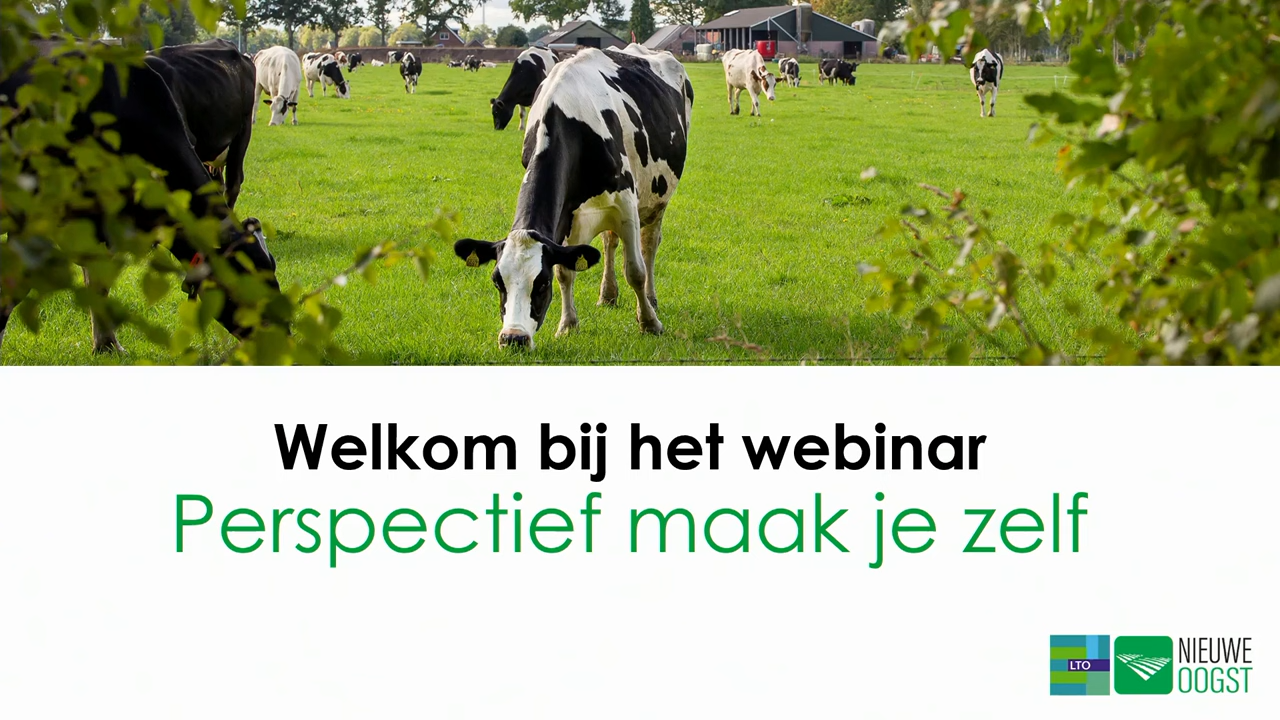 Welkom bij het webinar
Perspectief maak je zelf
LTO
NIEUWE
OOGST